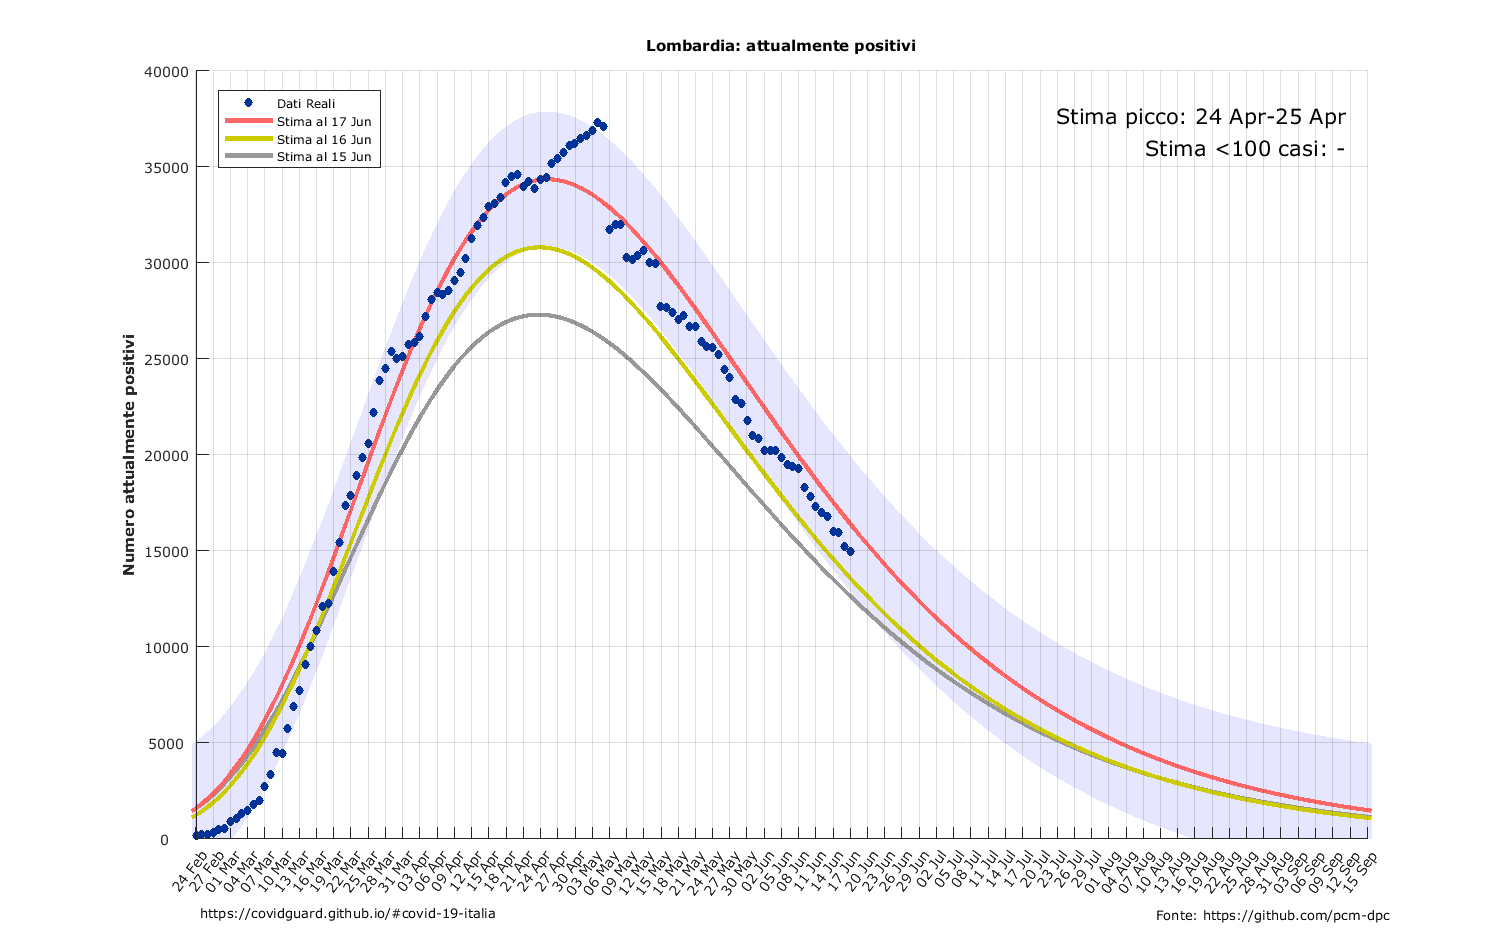 Lombardia: attualmente positivi
40000
35000
30000
25000
20000
15000
10000
5000
0
Numero attualmente positivi
Dati Reali
Stima al 17 Jun
Stima al 16 Jun
Stima al 15 Jun
Stima picco: 24 Apr-25 Apr
Stima <100 casi: -
24 Feb
27 Feb
01 Mar
04 Mar
07 Mar
10 Mar
13 Mar
16 Mar
19 Mar
22 Mar
25 Mar
28 Mar
31 Mar
03 Apr
06 Apr
09 Apr
12 Apr
15 Apr
18 Apr
21 Apr
24 Apr
27 Apr
30 Apr
03 May
06 May
09 May
12 May
15 May
18 May
21 May
24 May
27 May
30 May
02 Jun
05 Jun
08 Jun
11 Jun
14 Jun
17 Jun
20 Jun
23 Jun
26 Jun
29 Jun
02 Jul
05 Jul
08 Jul
11 Jul
14 Jul
17 Jul
20 Jul
23 Jul
26 Jul
29 Jul
01 Aug
04 Aug
07 Aug
10 Aug
13 Aug
16 Aug
19 Aug
22 Aug
25 Aug
28 Aug
31 Aug
03 Sep
06 Sep
09 Sep
12 Sep
15 Sep
https://covidguard.github.io/#covid-19-italia
Fonte: https://github.com/pcm-dpc